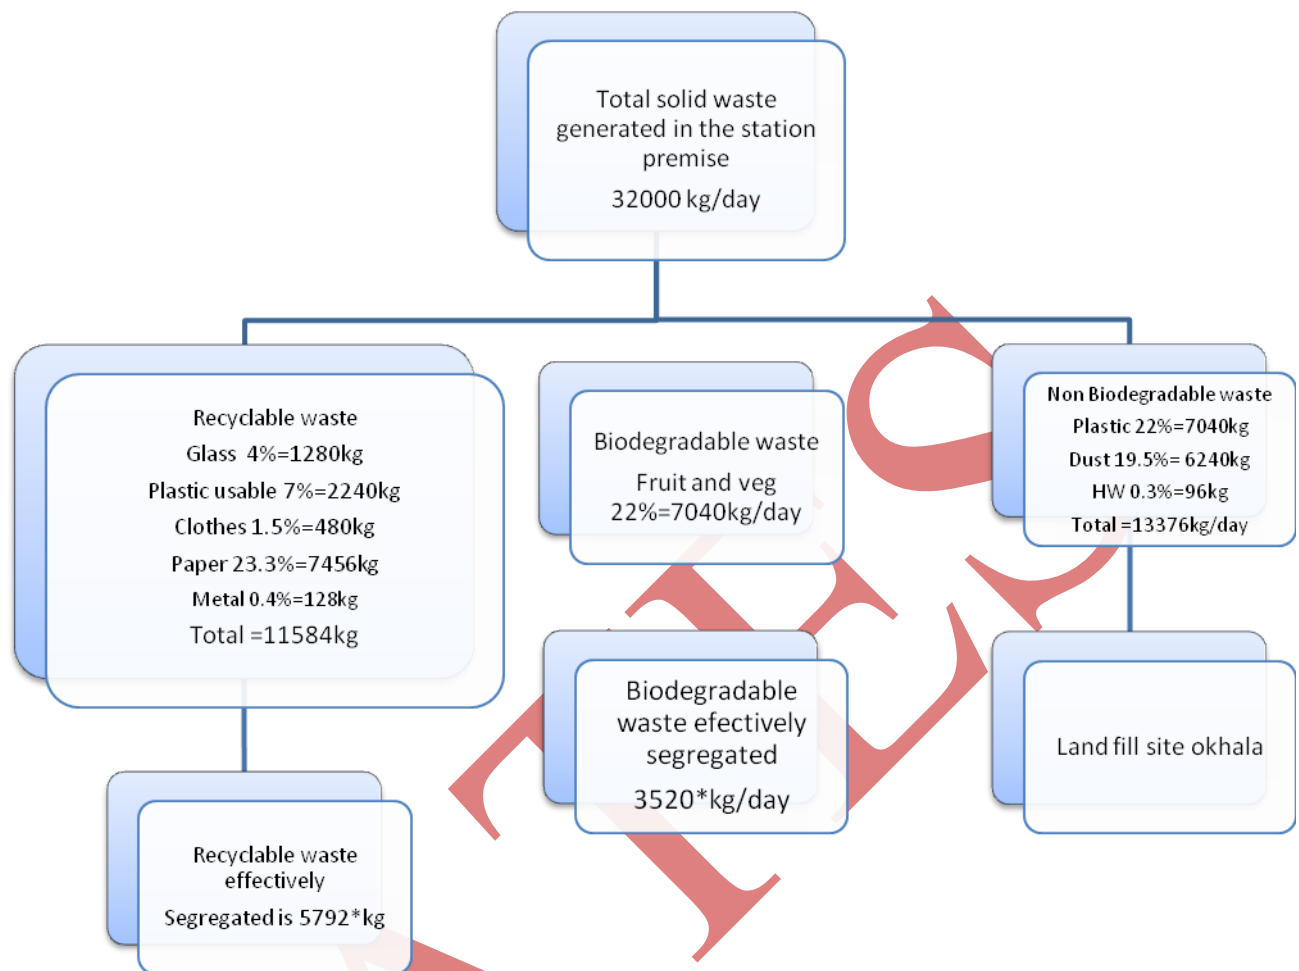 Total solid waste
generated in the station
premise
32000 kg/day
Recyclable waste
Glass 4%=1280kg
Plastic usable 7%=2240kg
Clothes 1.5%=480kg
Paper 23.3%=7456kg
Metal 0.4%=128kg
Total =11584kg
Biodegradable waste
Fruit and veg
22%=7040kg/day
Non Biodegradable waste
Plastic 22%=7040kg
Dust 19.5%= 6240kg
HW 0.3%=96kg
Total =13376kg/day
Recyclable waste
effectively
Segregated is 5792*kg
Biodegradable
waste efectively
segregated
3520*kg/day
Land fill site okhala